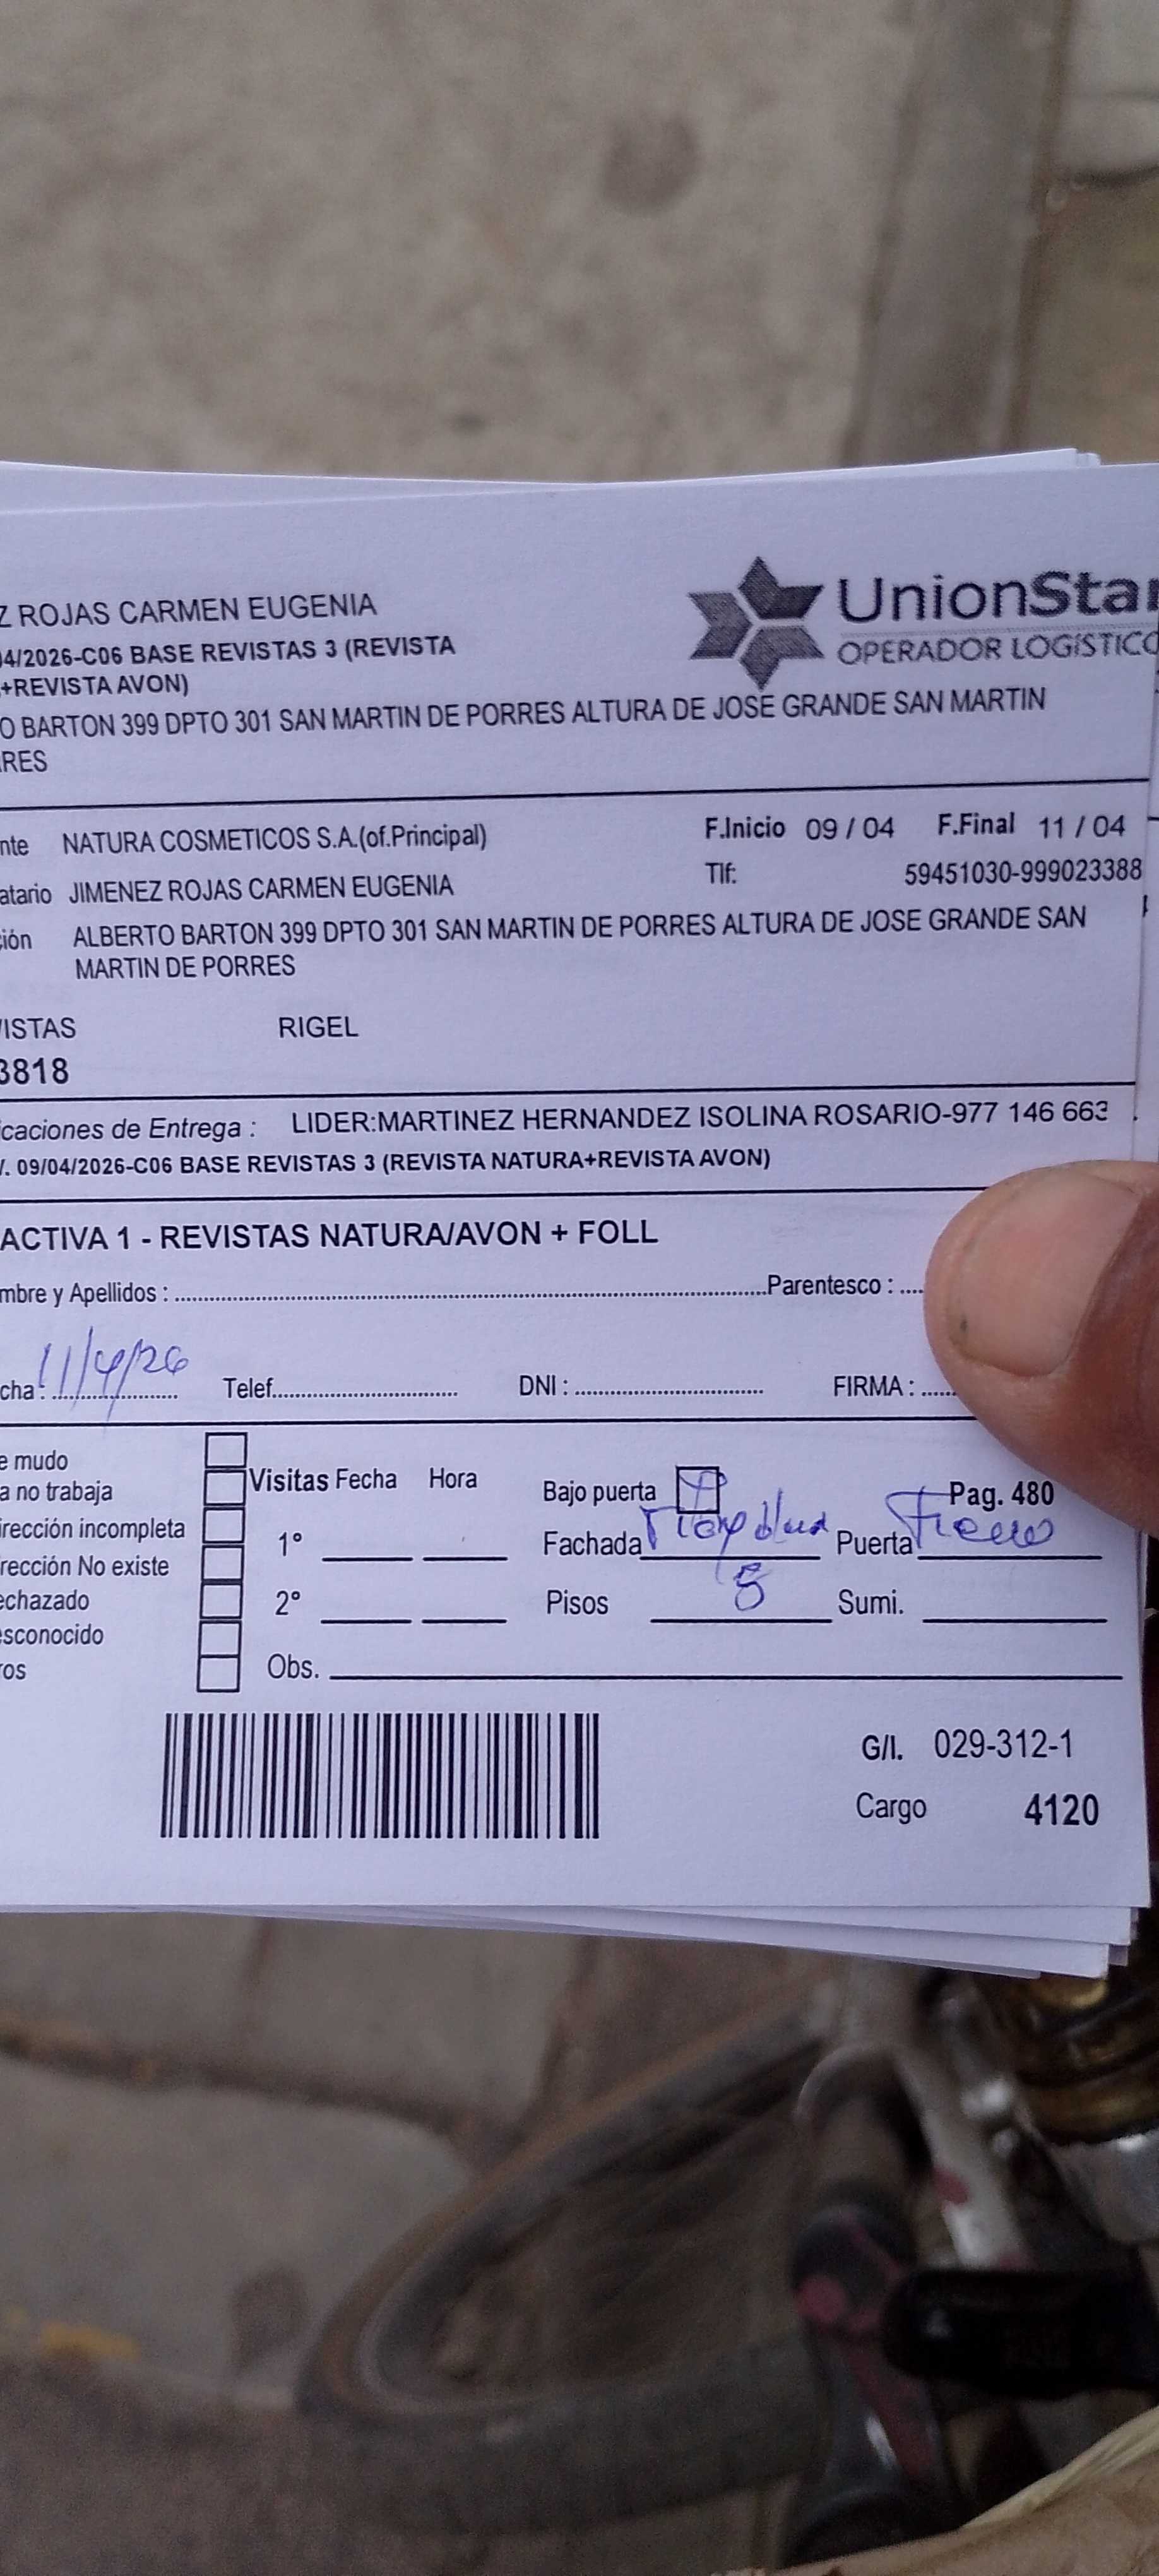 Z ROJAS CARMEN EUGENIA
UnionStar
OPERADOR LOGÍSTICO
04/2026-C06 BASE REVISTAS 3 (REVISTA
+REVISTA AVON)
O BARTON 399 DPTO 301 SAN MARTIN DE PORRES ALTURA DE JOSE GRANDE SAN MARTIN
RES
nte NATURA COSMETICOS S.A.(of.Principal) F.Inicio 09 / 04 F.Final 11 / 04
atario JIMENEZ ROJAS CARMEN EUGENIA Tlf: 59451030-999023388
ción ALBERTO BARTON 399 DPTO 301 SAN MARTIN DE PORRES ALTURA DE JOSE GRANDE SAN
MARTIN DE PORRES
VISTAS RIGEL
3818
icaciones de Entrega : LIDER:MARTINEZ HERNANDEZ ISOLINA ROSARIO-977 146 663
/. 09/04/2026-C06 BASE REVISTAS 3 (REVISTA NATURA+REVISTA AVON)
ACTIVA 1 - REVISTAS NATURA/AVON + FOLL
mbre y Apellidos : Parentesco :
cha: 11/4/26 Telef. DNI : FIRMA :
e mudo
a no trabaja Visitas Fecha Hora Bajo puerta Pag. 480
irección incompleta 1° Fachada Puerta Fierro
rección No existe
echazado 2° Pisos 5 Sumi.
esconocido
ros Obs.
G/I. 029-312-1
Cargo 4120